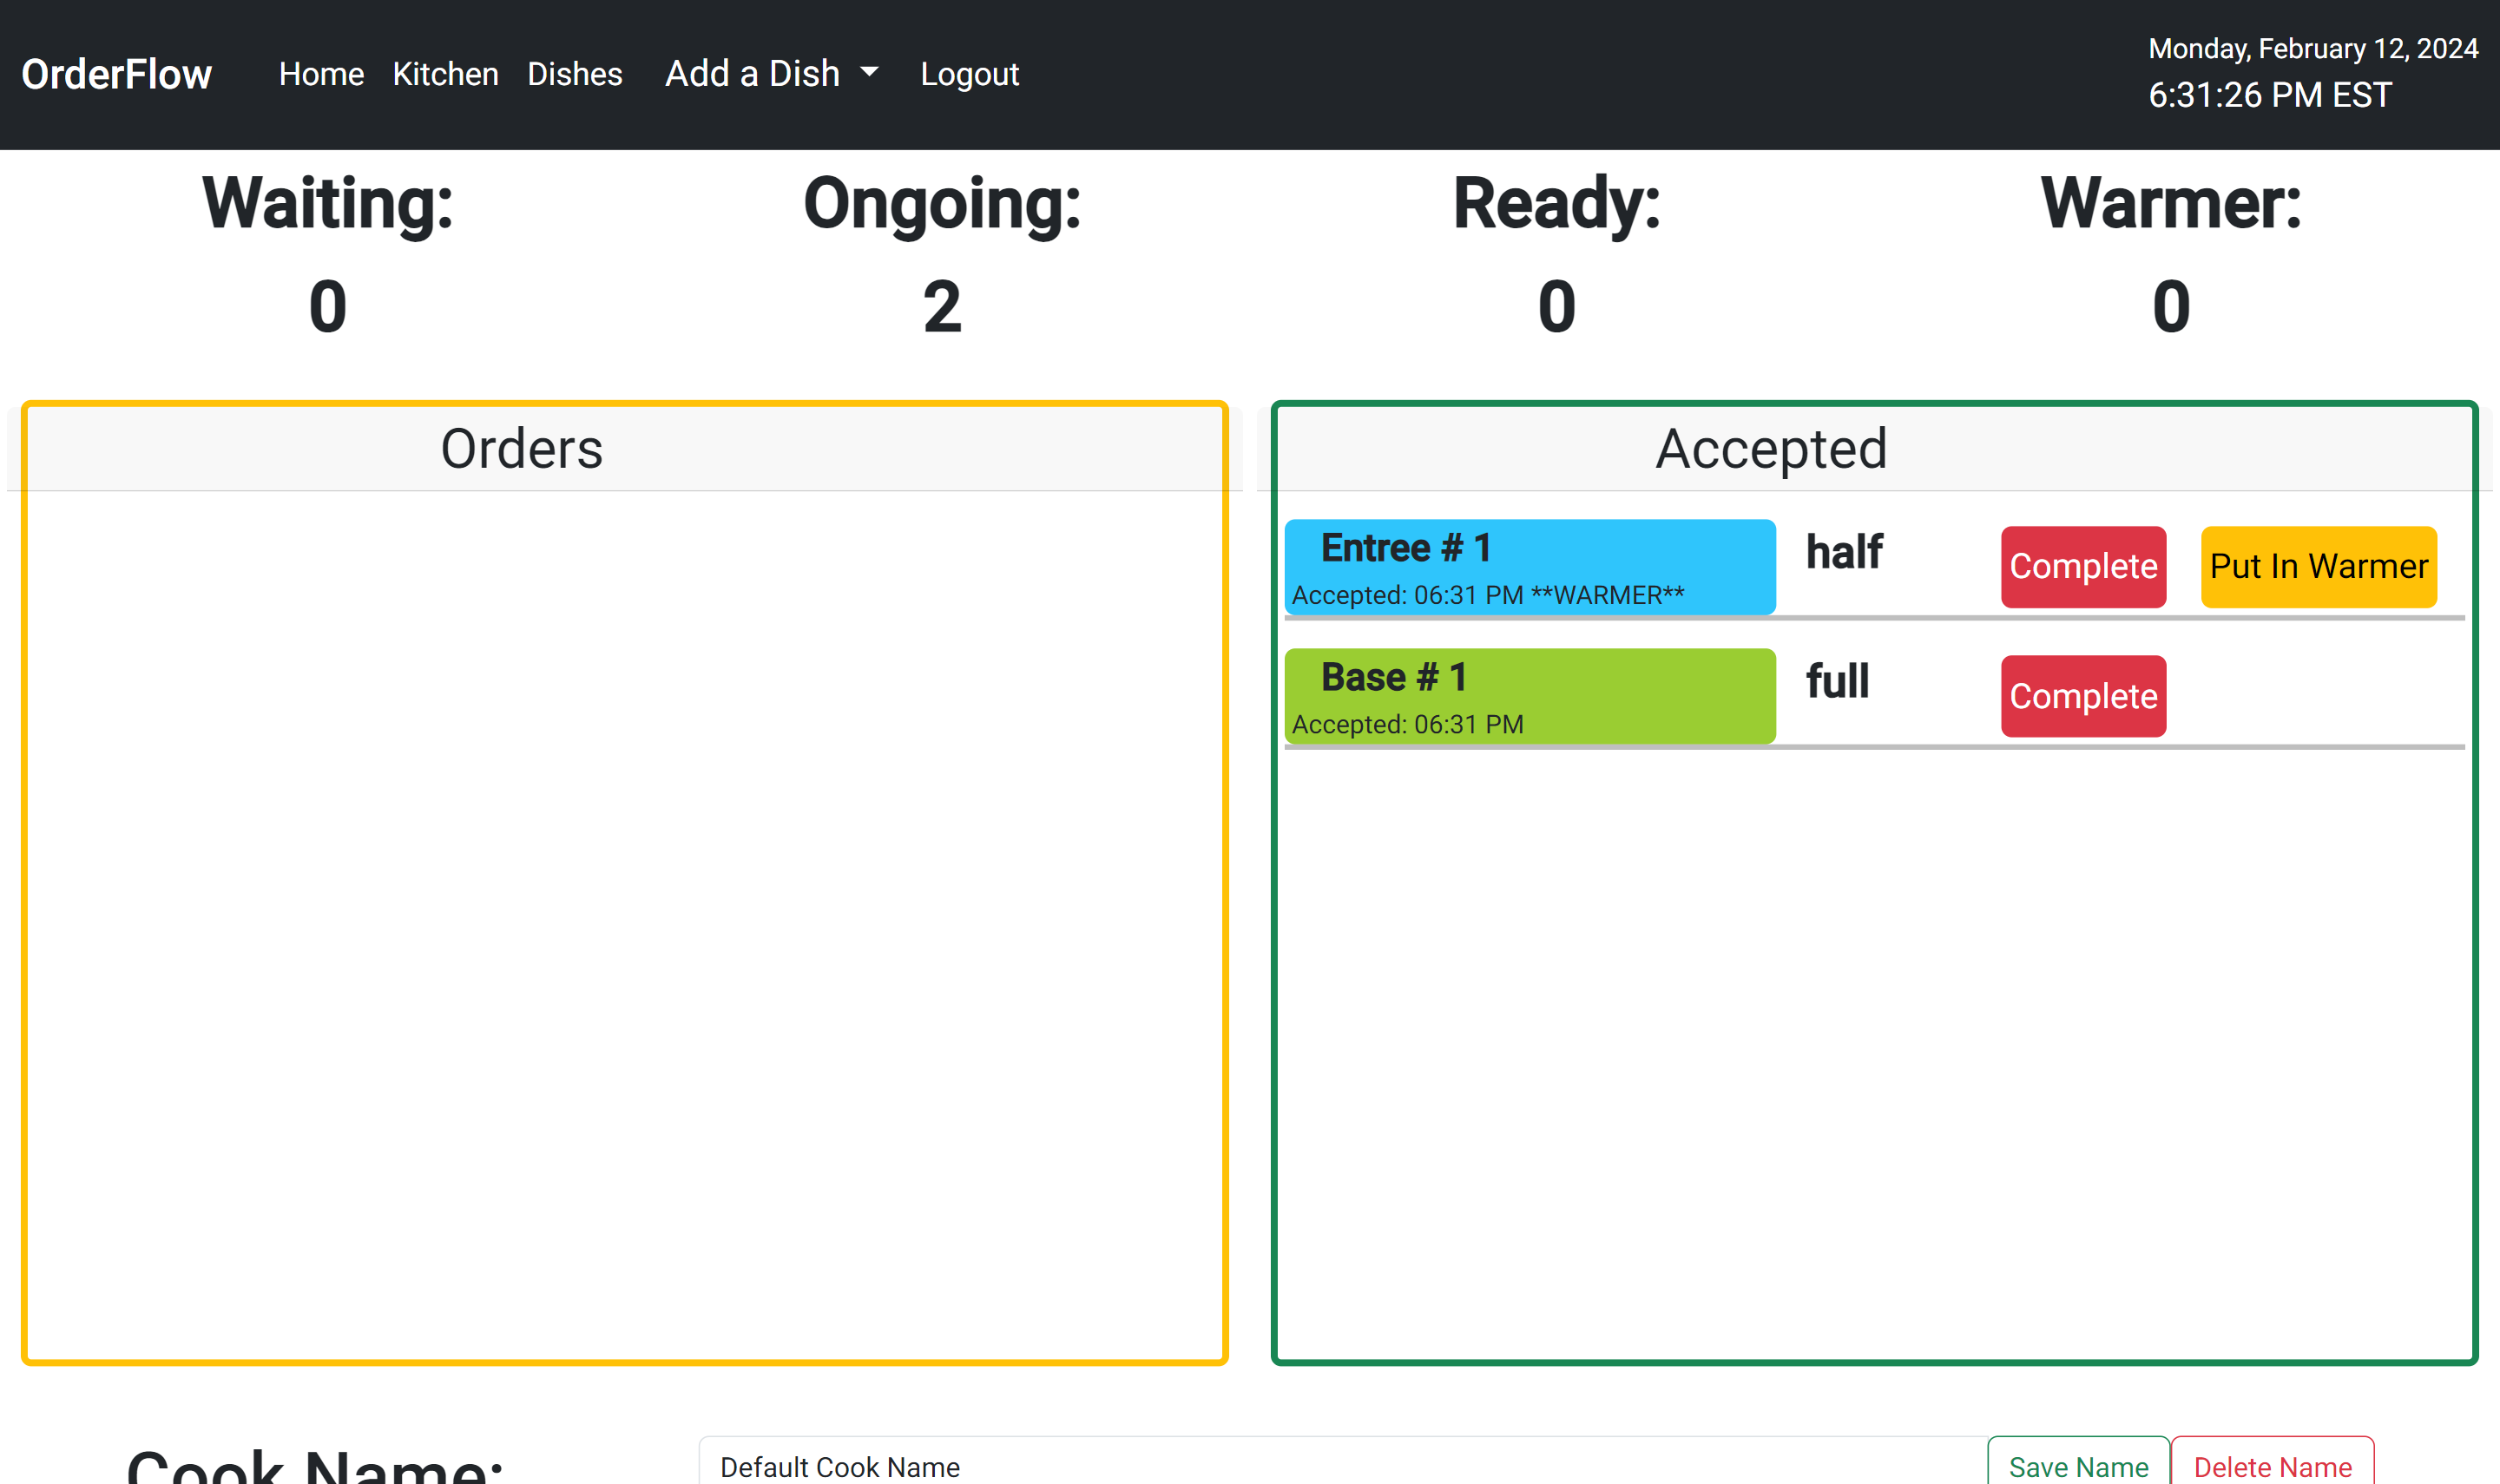 OrderFlow Home Kitchen Dishes Add a Dish Logout
Monday, February 12, 2024
6:31:26 PM EST
Waiting: Ongoing: Ready: Warmer:
0 2 0 0
Orders
Accepted
Entree # 1 half Complete Put In Warmer
Accepted: 06:31 PM **WARMER**
Base # 1 full Complete
Accepted: 06:31 PM
Cook Name: Default Cook Name Save Name Delete Name